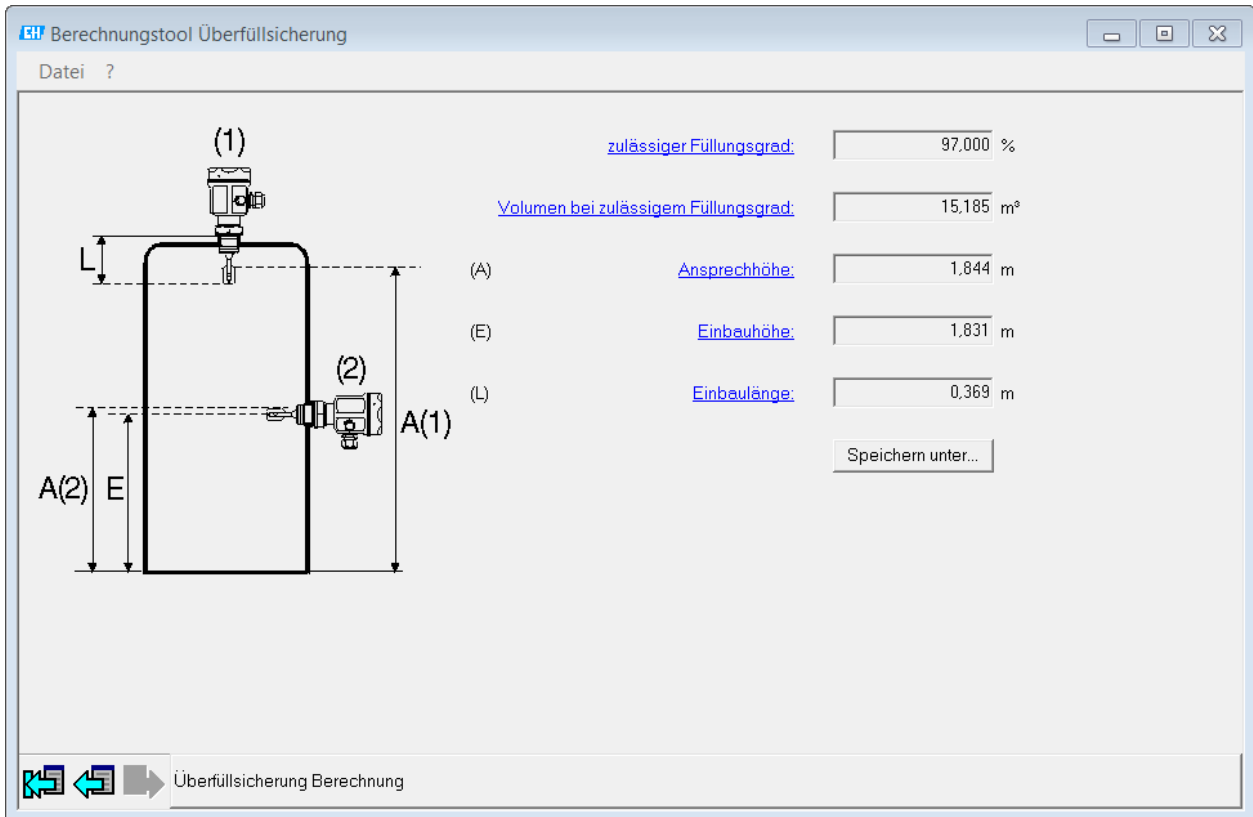 EH Berechnungstool Überfüllsicherung
Datei ?
(1)
zulässiger Füllungsgrad: 97,000 %
Volumen bei zulässigem Füllungsgrad: 15,185 m³
L
(A) Ansprechhöhe: 1,844 m
(E) Einbauhöhe: 1,831 m
(2)
(L) Einbaulänge: 0,369 m
A(1)
Speichern unter...
A(2) E
Überfüllsicherung Berechnung